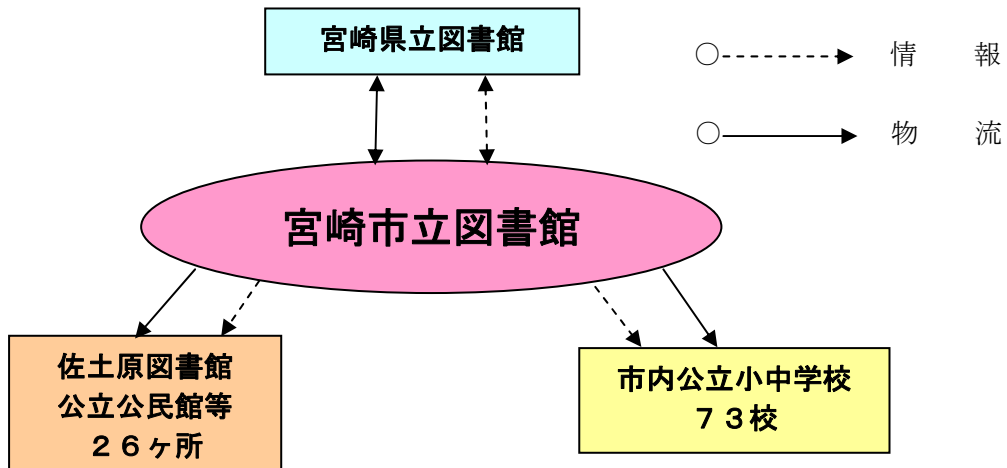 宮崎県立図書館
○ 情　報
○ 物　流
宮崎市立図書館
佐土原図書館
公立公民館等
２６ヶ所
市内公立小中学校
７３校